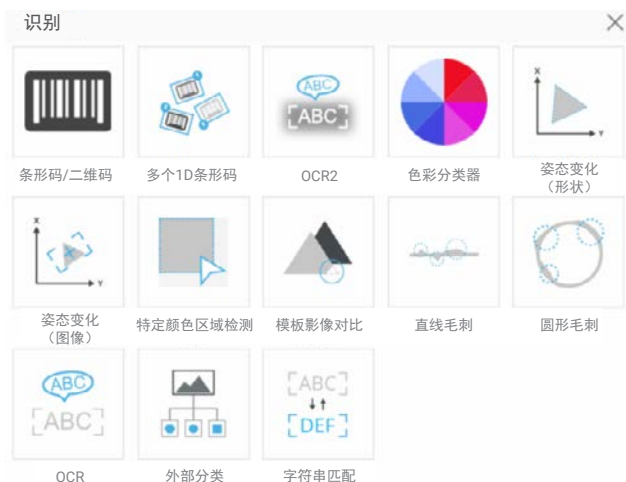 识别
ABC
ABC
ABC
X
Y
条形码/二维码
多个1D条形码
OCR2
色彩分类器
姿态变化
（形状）
X
Y
姿态变化
（图像）
特定颜色区域检测
模板影像对比
直线毛刺
圆形毛刺
ABC
[ABC]
[ABC]
[DEF]
OCR
外部分类
字符串匹配